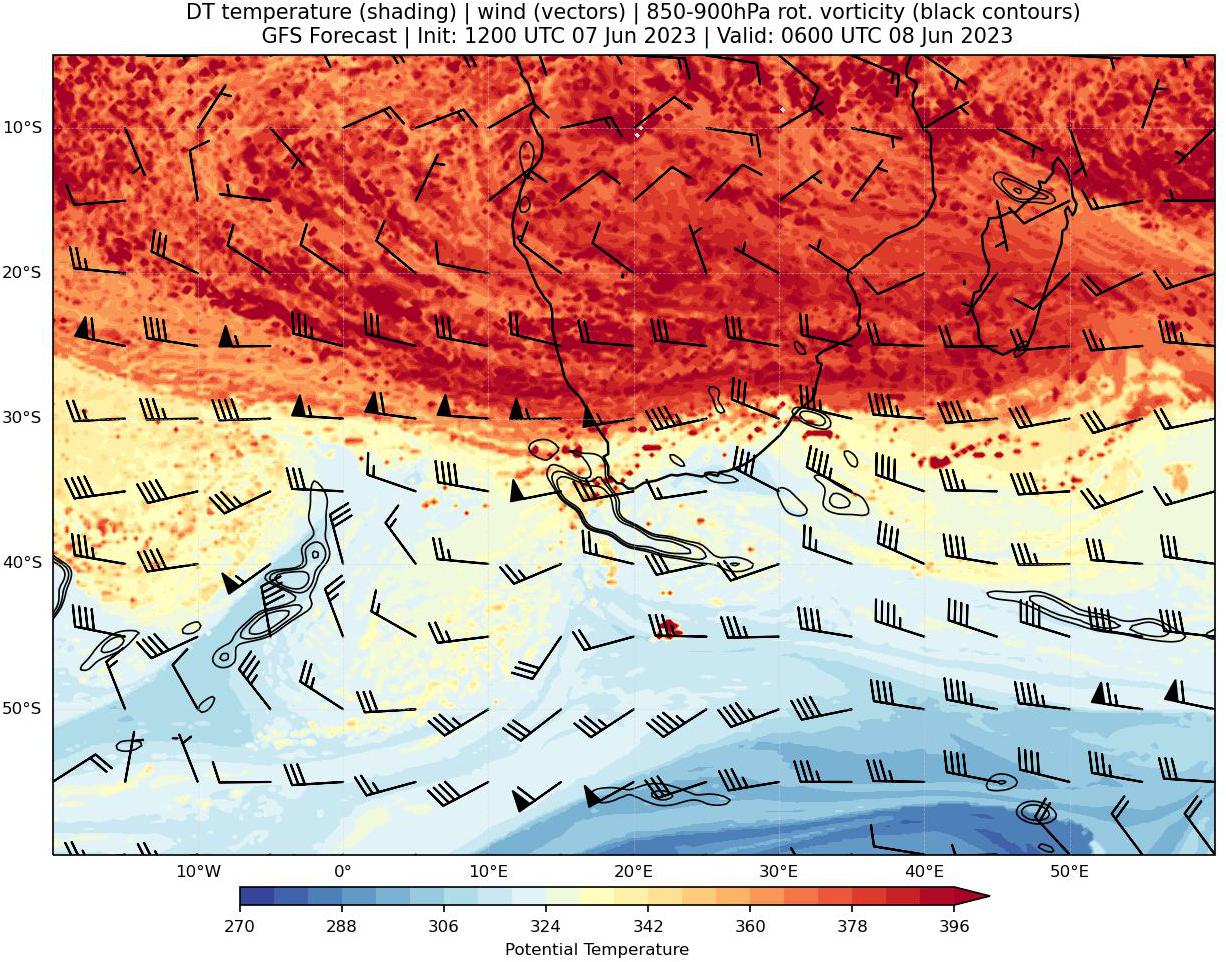 DT temperature (shading) | wind (vectors) | 850-900hPa rot. vorticity (black contours)
GFS Forecast | Init: 1200 UTC 07 Jun 2023 | Valid: 0600 UTC 08 Jun 2023
10°S
20°S
30°S
40°S
50°S
10°W 0° 10°E 20°E 30°E 40°E 50°E
270 288 306 324 342 360 378 396
Potential Temperature